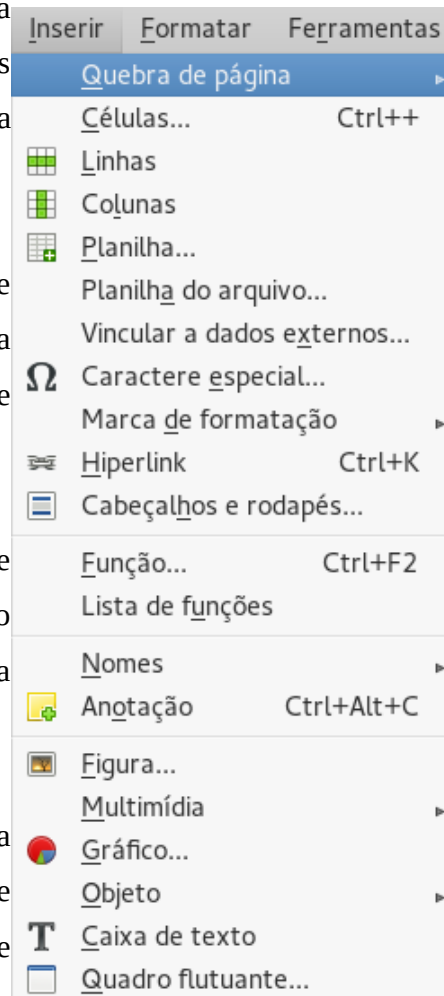 Inserir Formatar Ferramentas
Quebra de página
Células... Ctrl++
Linhas
Colunas
Planilha...
Planilha do arquivo...
Vincular a dados externos...
Caractere especial...
Marca de formatação
Hiperlink Ctrl+K
Cabeçalhos e rodapés...
Função... Ctrl+F2
Lista de funções
Nomes
Anotação Ctrl+Alt+C
Figura...
Multimídia
Gráfico...
Objeto
Caixa de texto
Quadro flutuante...